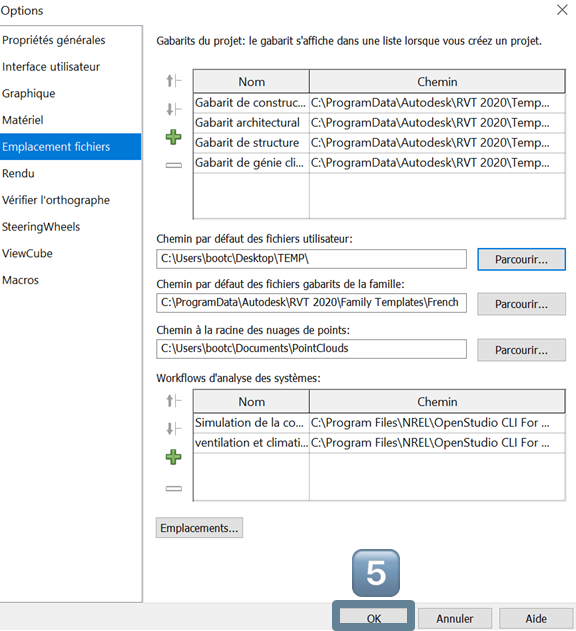 Options
Propriétés générales
Interface utilisateur
Graphique
Matériel
Emplacement fichiers
Rendu
Vérifier l'orthographe
SteeringWheels
ViewCube
Macros
Gabarits du projet: le gabarit s'affiche dans une liste lorsque vous créez un projet.
Nom Chemin
Gabarit de construc... C:\ProgramData\Autodesk\RVT 2020\Temp...
Gabarit architectural C:\ProgramData\Autodesk\RVT 2020\Temp...
Gabarit de structure C:\ProgramData\Autodesk\RVT 2020\Temp...
Gabarit de génie cli... C:\ProgramData\Autodesk\RVT 2020\Temp...
Chemin par défaut des fichiers utilisateur:
C:\Users\bootc\Desktop\TEMP\ Parcourir...
Chemin par défaut des fichiers gabarits de la famille:
C:\ProgramData\Autodesk\RVT 2020\Family Templates\French Parcourir...
Chemin à la racine des nuages de points:
C:\Users\bootc\Documents\PointClouds Parcourir...
Workflows d'analyse des systèmes:
Nom Chemin
Simulation de la co... C:\Program Files\NREL\OpenStudio CLI For ...
ventilation et climati... C:\Program Files\NREL\OpenStudio CLI For ...
Emplacements...
5
OK Annuler Aide